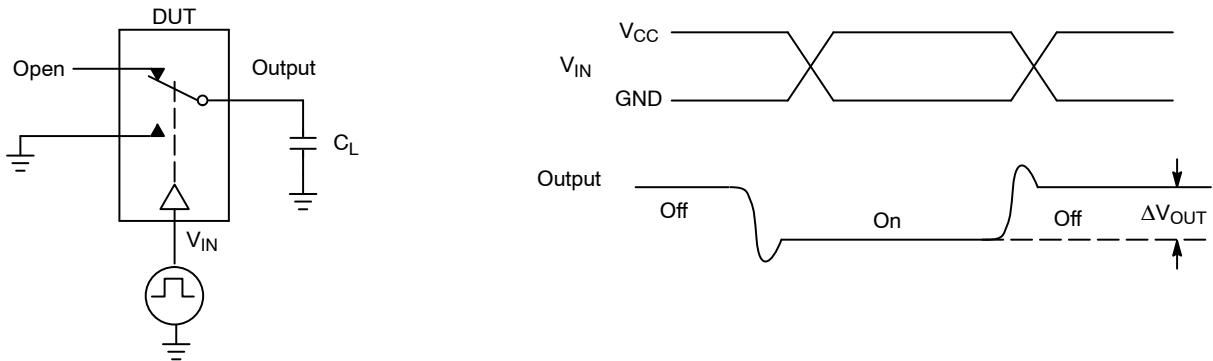 DUT
Open
Output
C_L
V_IN
V_CC
V_IN
GND
Output
Off
On
Off
ΔV_OUT